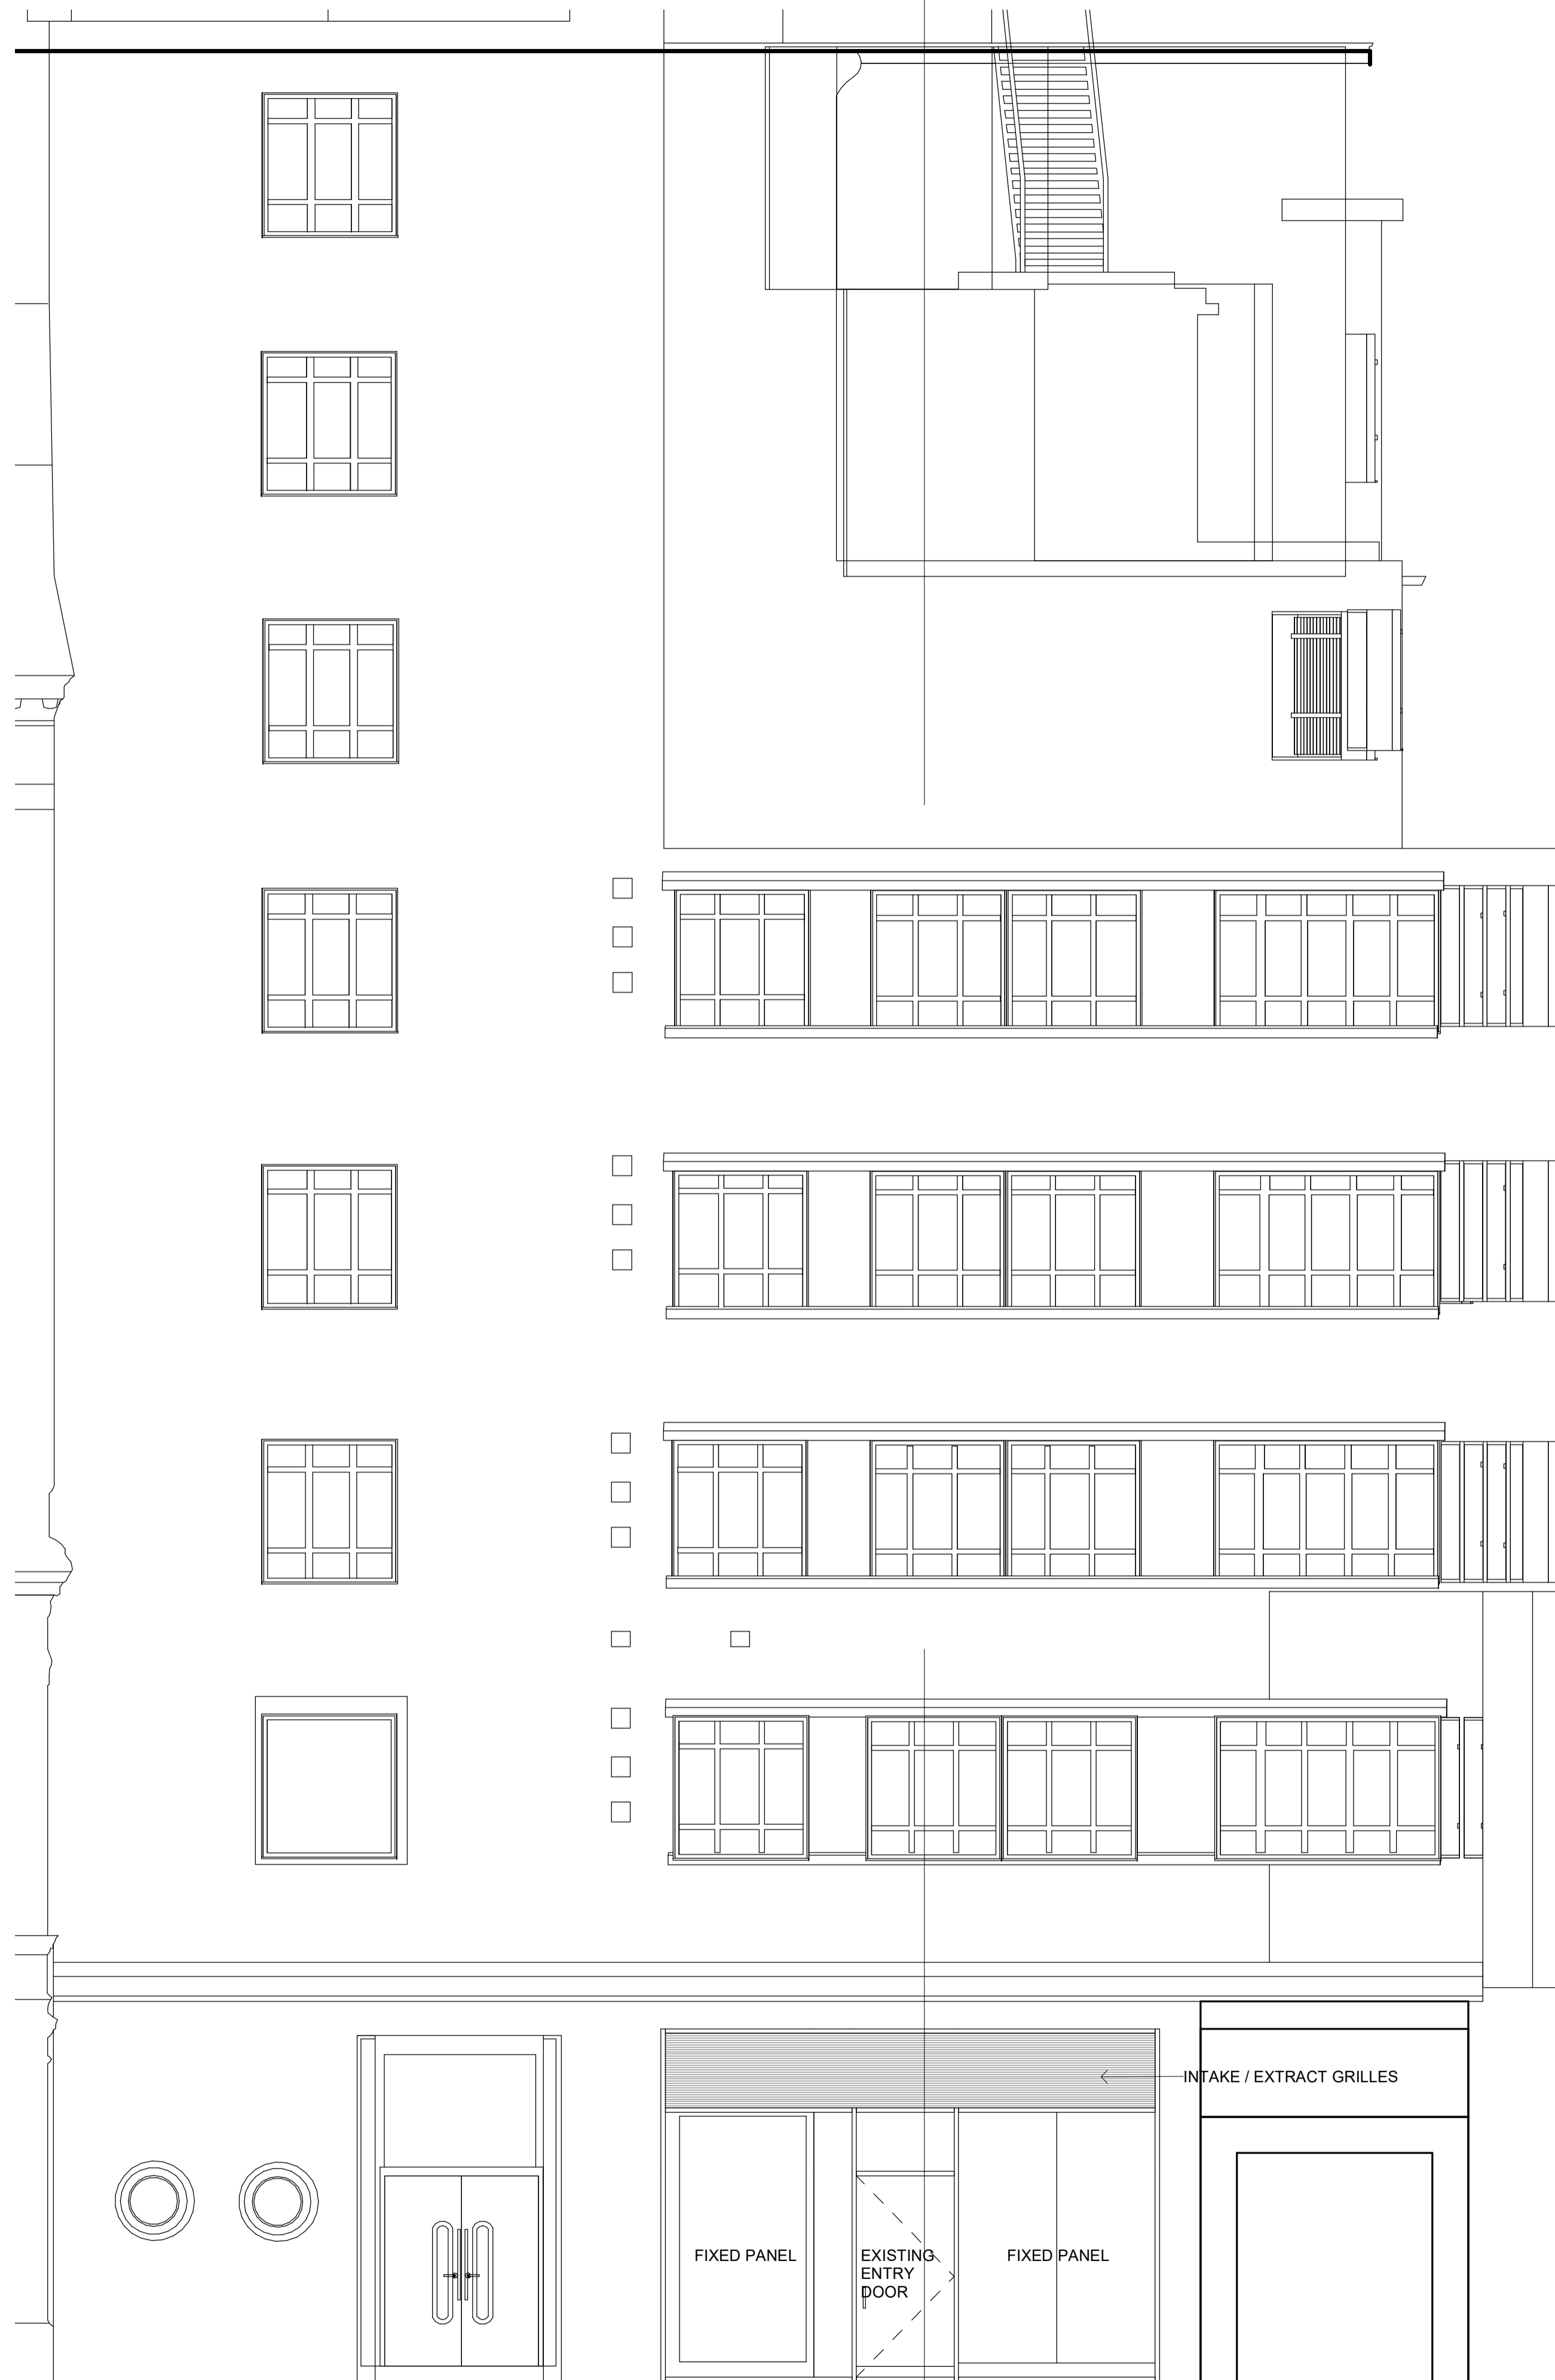 INTAKE / EXTRACT GRILLES
FIXED PANEL
EXISTING
ENTRY
DOOR
FIXED PANEL